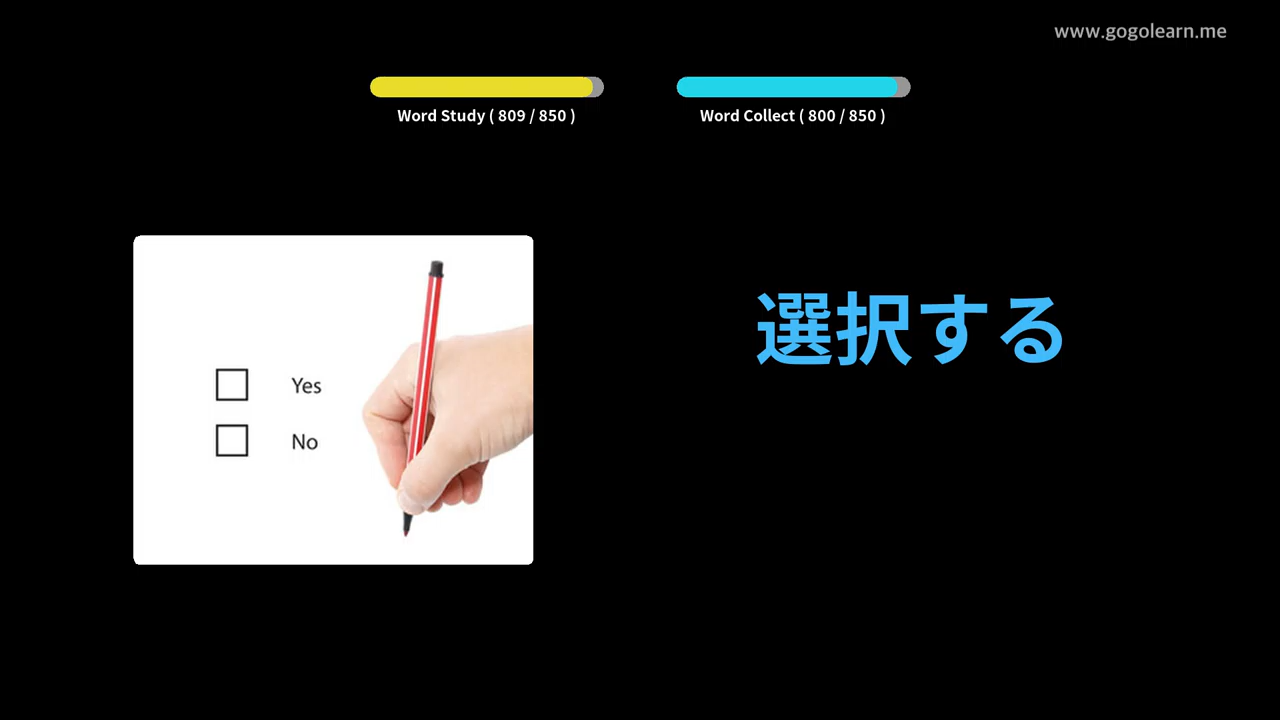 www.gogolearn.me
Word Study ( 809 / 850 )
Word Collect ( 800 / 850 )
Yes
No
選択する